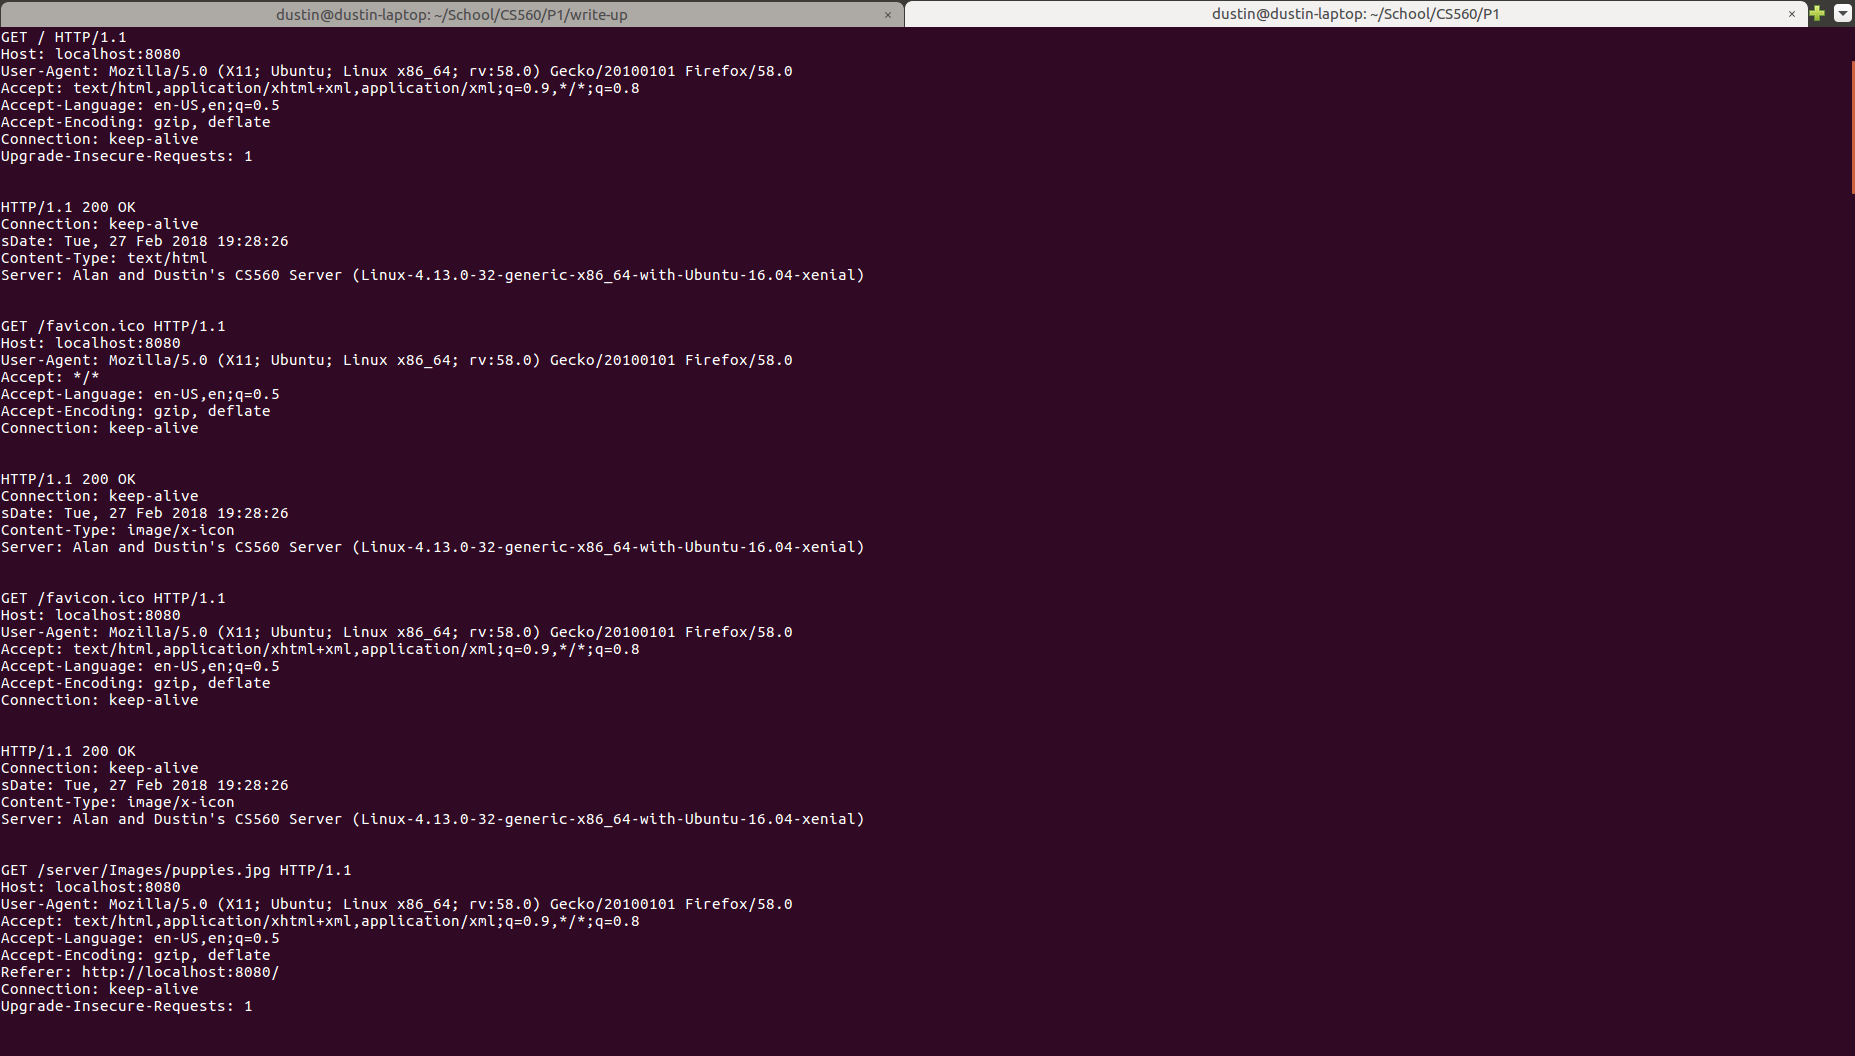 dustin@dustin-laptop: ~/School/CS560/P1/write-up ×
dustin@dustin-laptop: ~/School/CS560/P1 ×
GET / HTTP/1.1
Host: localhost:8080
User-Agent: Mozilla/5.0 (X11; Ubuntu; Linux x86_64; rv:58.0) Gecko/20100101 Firefox/58.0
Accept: text/html,application/xhtml+xml,application/xml;q=0.9,*/*;q=0.8
Accept-Language: en-US,en;q=0.5
Accept-Encoding: gzip, deflate
Connection: keep-alive
Upgrade-Insecure-Requests: 1
HTTP/1.1 200 OK
Connection: keep-alive
sDate: Tue, 27 Feb 2018 19:28:26
Content-Type: text/html
Server: Alan and Dustin's CS560 Server (Linux-4.13.0-32-generic-x86_64-with-Ubuntu-16.04-xenial)
GET /favicon.ico HTTP/1.1
Host: localhost:8080
User-Agent: Mozilla/5.0 (X11; Ubuntu; Linux x86_64; rv:58.0) Gecko/20100101 Firefox/58.0
Accept: */*
Accept-Language: en-US,en;q=0.5
Accept-Encoding: gzip, deflate
Connection: keep-alive
HTTP/1.1 200 OK
Connection: keep-alive
sDate: Tue, 27 Feb 2018 19:28:26
Content-Type: image/x-icon
Server: Alan and Dustin's CS560 Server (Linux-4.13.0-32-generic-x86_64-with-Ubuntu-16.04-xenial)
GET /favicon.ico HTTP/1.1
Host: localhost:8080
User-Agent: Mozilla/5.0 (X11; Ubuntu; Linux x86_64; rv:58.0) Gecko/20100101 Firefox/58.0
Accept: text/html,application/xhtml+xml,application/xml;q=0.9,*/*;q=0.8
Accept-Language: en-US,en;q=0.5
Accept-Encoding: gzip, deflate
Connection: keep-alive
HTTP/1.1 200 OK
Connection: keep-alive
sDate: Tue, 27 Feb 2018 19:28:26
Content-Type: image/x-icon
Server: Alan and Dustin's CS560 Server (Linux-4.13.0-32-generic-x86_64-with-Ubuntu-16.04-xenial)
GET /server/Images/puppies.jpg HTTP/1.1
Host: localhost:8080
User-Agent: Mozilla/5.0 (X11; Ubuntu; Linux x86_64; rv:58.0) Gecko/20100101 Firefox/58.0
Accept: text/html,application/xhtml+xml,application/xml;q=0.9,*/*;q=0.8
Accept-Language: en-US,en;q=0.5
Accept-Encoding: gzip, deflate
Referer: http://localhost:8080/
Connection: keep-alive
Upgrade-Insecure-Requests: 1